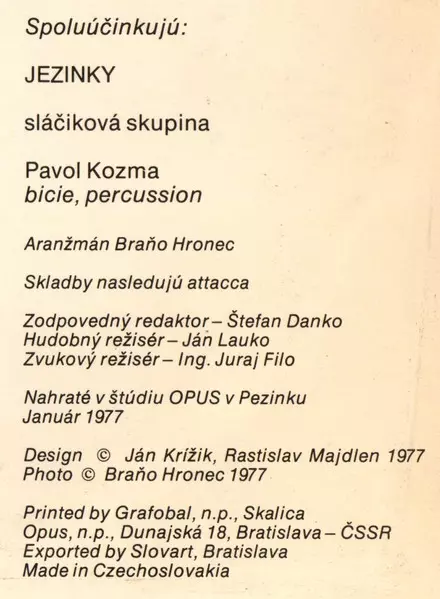 Spoluúčinkujú:
JEZINKY
sláčiková skupina
Pavol Kozma
bicie, percussion
Aranžmán Braňo Hronec
Skladby nasledujú attacca
Zodpovedný redaktor – Štefan Danko
Hudobný režisér – Ján Lauko
Zvukový režisér – Ing. Juraj Filo
Nahraté v štúdiu OPUS v Pezinku
Január 1977
Design © Ján Krížik, Rastislav Majdlen 1977
Photo © Braňo Hronec 1977
Printed by Grafobal, n.p., Skalica
Opus, n.p., Dunajská 18, Bratislava – ČSSR
Exported by Slovart, Bratislava
Made in Czechoslovakia